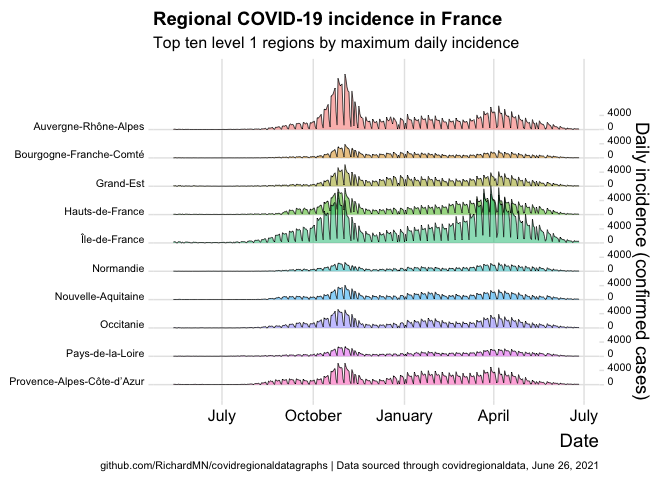 Regional COVID-19 incidence in France
Top ten level 1 regions by maximum daily incidence
Auvergne-Rhône-Alpes
4000
0
Bourgogne-Franche-Comté
4000
0
Grand-Est
4000
0
Hauts-de-France
4000
0
Île-de-France
4000
0
Normandie
4000
0
Nouvelle-Aquitaine
4000
0
Occitanie
4000
0
Pays-de-la-Loire
4000
0
Provence-Alpes-Côte-d'Azur
4000
0
Daily incidence (confirmed cases)
July October January April July
Date
github.com/RichardMN/covidregionaldatagraphs | Data sourced through covidregionaldata, June 26, 2021